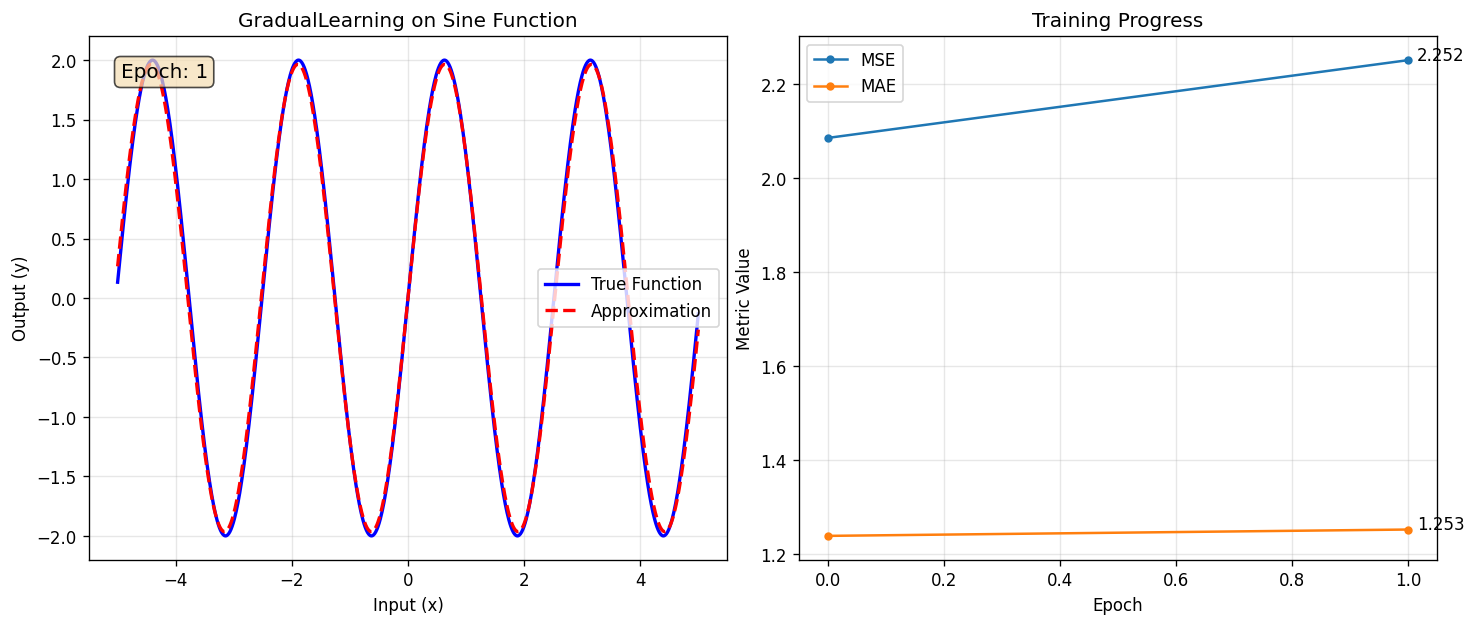 GradualLearning on Sine Function
Epoch: 1
2.0
1.5
1.0
0.5
0.0
−0.5
−1.0
−1.5
−2.0
Output (y)
True Function
Approximation
−4
−2
0
2
4
Input (x)
Training Progress
MSE
MAE
2.252
1.253
2.2
2.0
1.8
1.6
1.4
1.2
Metric Value
0.0
0.2
0.4
0.6
0.8
1.0
Epoch